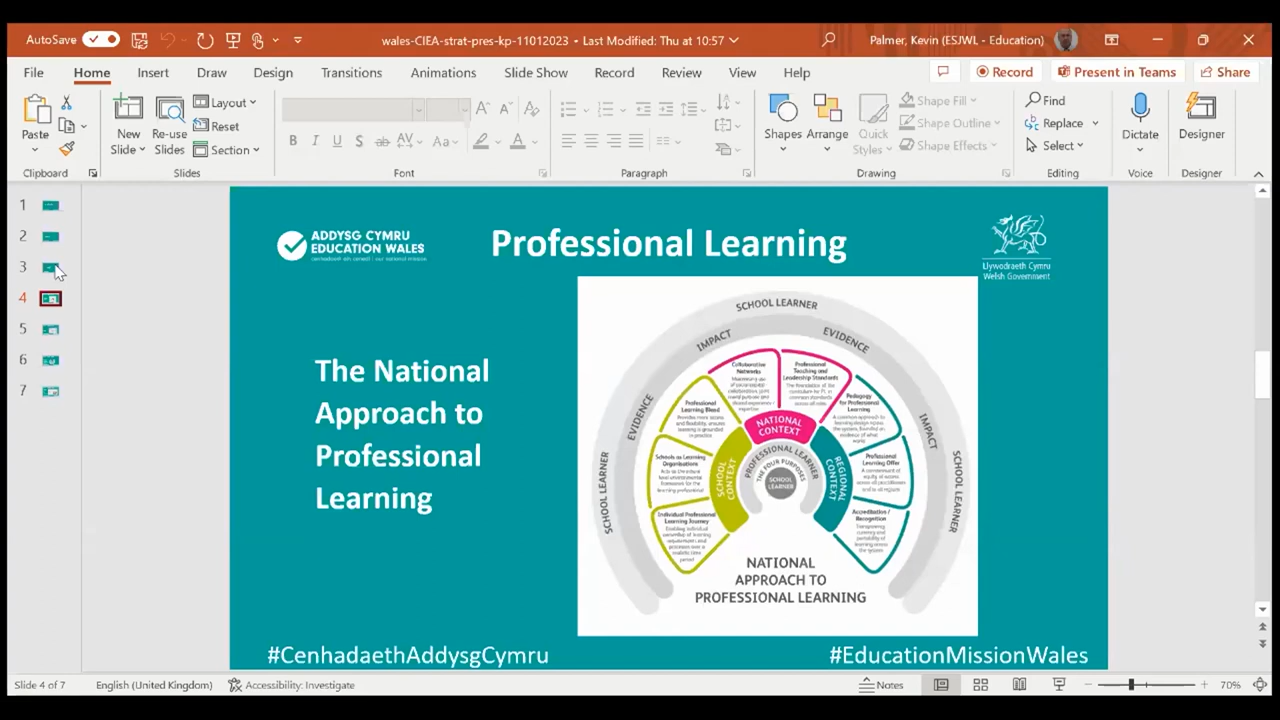 AutoSave
wales-CIEA-strat-pres-kp-11012023 • Last Modified: Thu at 10:57
Palmer, Kevin (ESJWL - Education)
File Home Insert Draw Design Transitions Animations Slide Show Record Review View Help
Record Present in Teams Share
Paste
New Slide
Re-use Slides
Layout
Reset
Section
Shapes Arrange Quick Styles
Shape Fill
Shape Outline
Shape Effects
Find
Replace
Select
Dictate
Designer
Clipboard Slides Font Paragraph Drawing Editing Voice Designer
1
2
3
4
5
6
7
ADDYSG CYMRU
EDUCATION WALES
Professional Learning
Llywodraeth Cymru
Welsh Government
The National
Approach to
Professional
Learning
SCHOOL LEARNER
IMPACT
EVIDENCE
EVIDENCE
IMPACT
SCHOOL LEARNER
SCHOOL LEARNER
Collaborative
Networks
Professional
Teaching and
Leadership Standards
Professional
Learning Blend
Pedagogy
for Professional
Learning
Schools as Learning
Organisations
Professional
Learning Offer
Individual Professional
Learning Journey
Accreditation /
Recognition
NATIONAL
CONTEXT
SCHOOL CONTEXT
REGIONAL CONTEXT
PROFESSIONAL LEARNER
THE FOUR PURPOSES
SCHOOL
LEARNER
NATIONAL
APPROACH TO
PROFESSIONAL LEARNING
#CenhadaethAddysgCymru
#EducationMissionWales
Slide 4 of 7 English (United Kingdom) Accessibility: Investigate Notes 70%